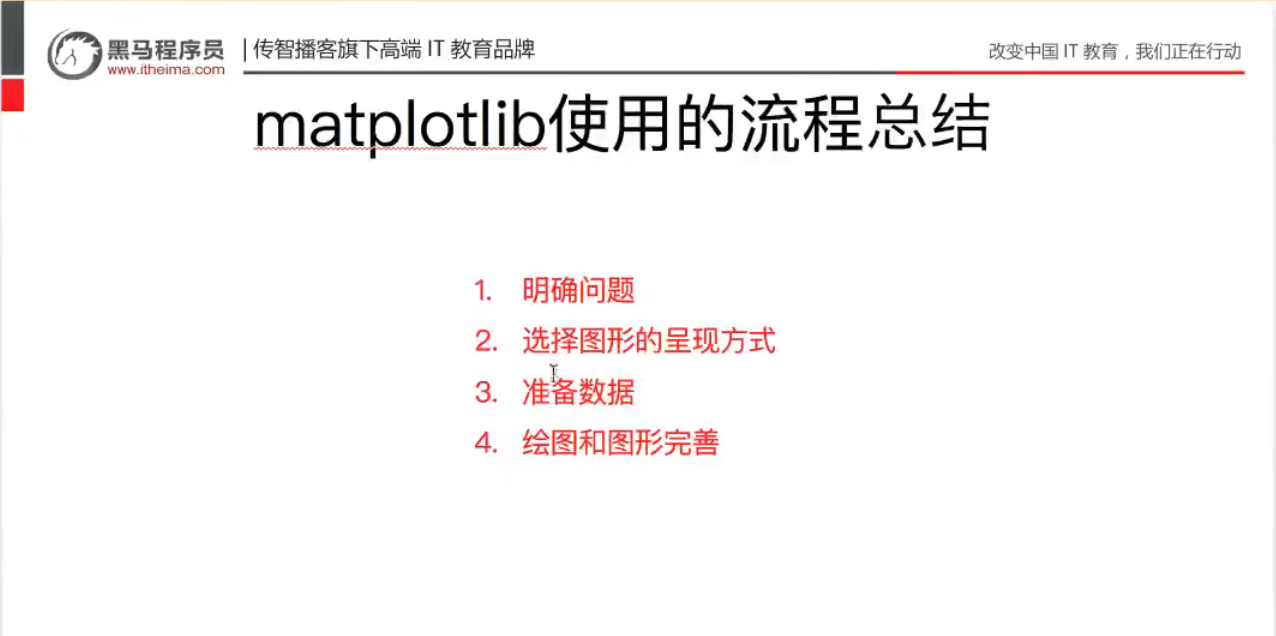 黑马程序员 | 传智播客旗下高端 IT 教育品牌
www.itheima.com
改变中国 IT 教育，我们正在行动
matplotlib使用的流程总结
1. 明确问题
2. 选择图形的呈现方式
3. 准备数据
4. 绘图和图形完善